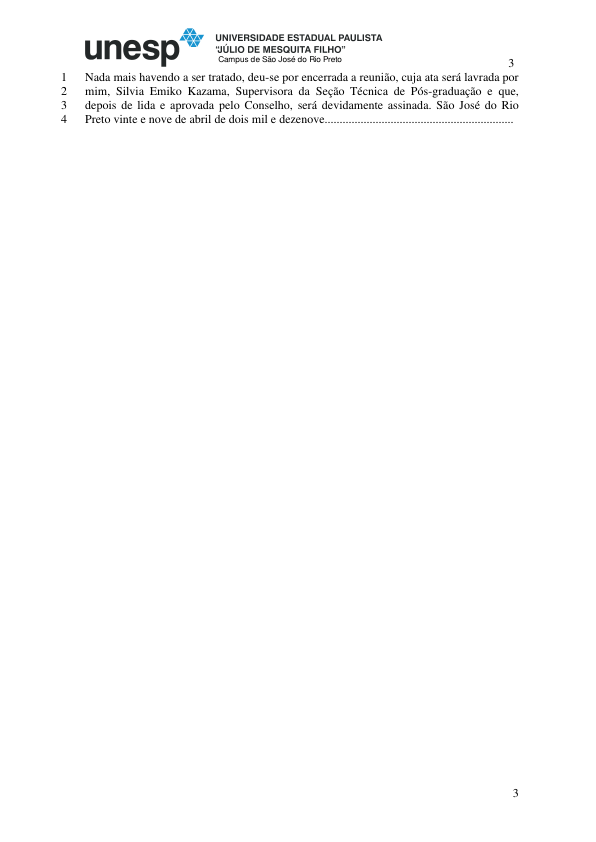 unesp
UNIVERSIDADE ESTADUAL PAULISTA
"JÚLIO DE MESQUITA FILHO"
Campus de São José do Rio Preto
3
1 Nada mais havendo a ser tratado, deu-se por encerrada a reunião, cuja ata será lavrada por
2 mim, Silvia Emiko Kazama, Supervisora da Seção Técnica de Pós-graduação e que,
3 depois de lida e aprovada pelo Conselho, será devidamente assinada. São José do Rio
4 Preto vinte e nove de abril de dois mil e dezenove...............................................................
3